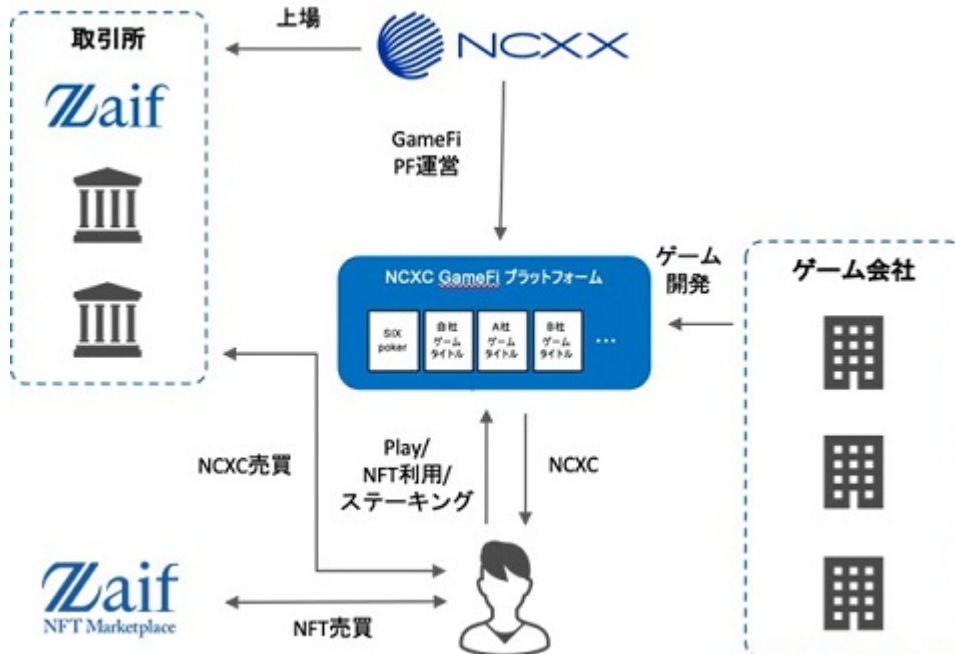 取引所
上場
NCXX
Zaif
GameFi
PF運営
NCXC GameFi プラットフォーム
SIX
poker
自社
ゲーム
タイトル
A社
ゲーム
タイトル
B社
ゲーム
タイトル
...
ゲーム
開発
ゲーム会社
NCXC売買
Play/
NFT利用/
ステーキング
NCXC
Zaif
NFT Marketplace
NFT売買